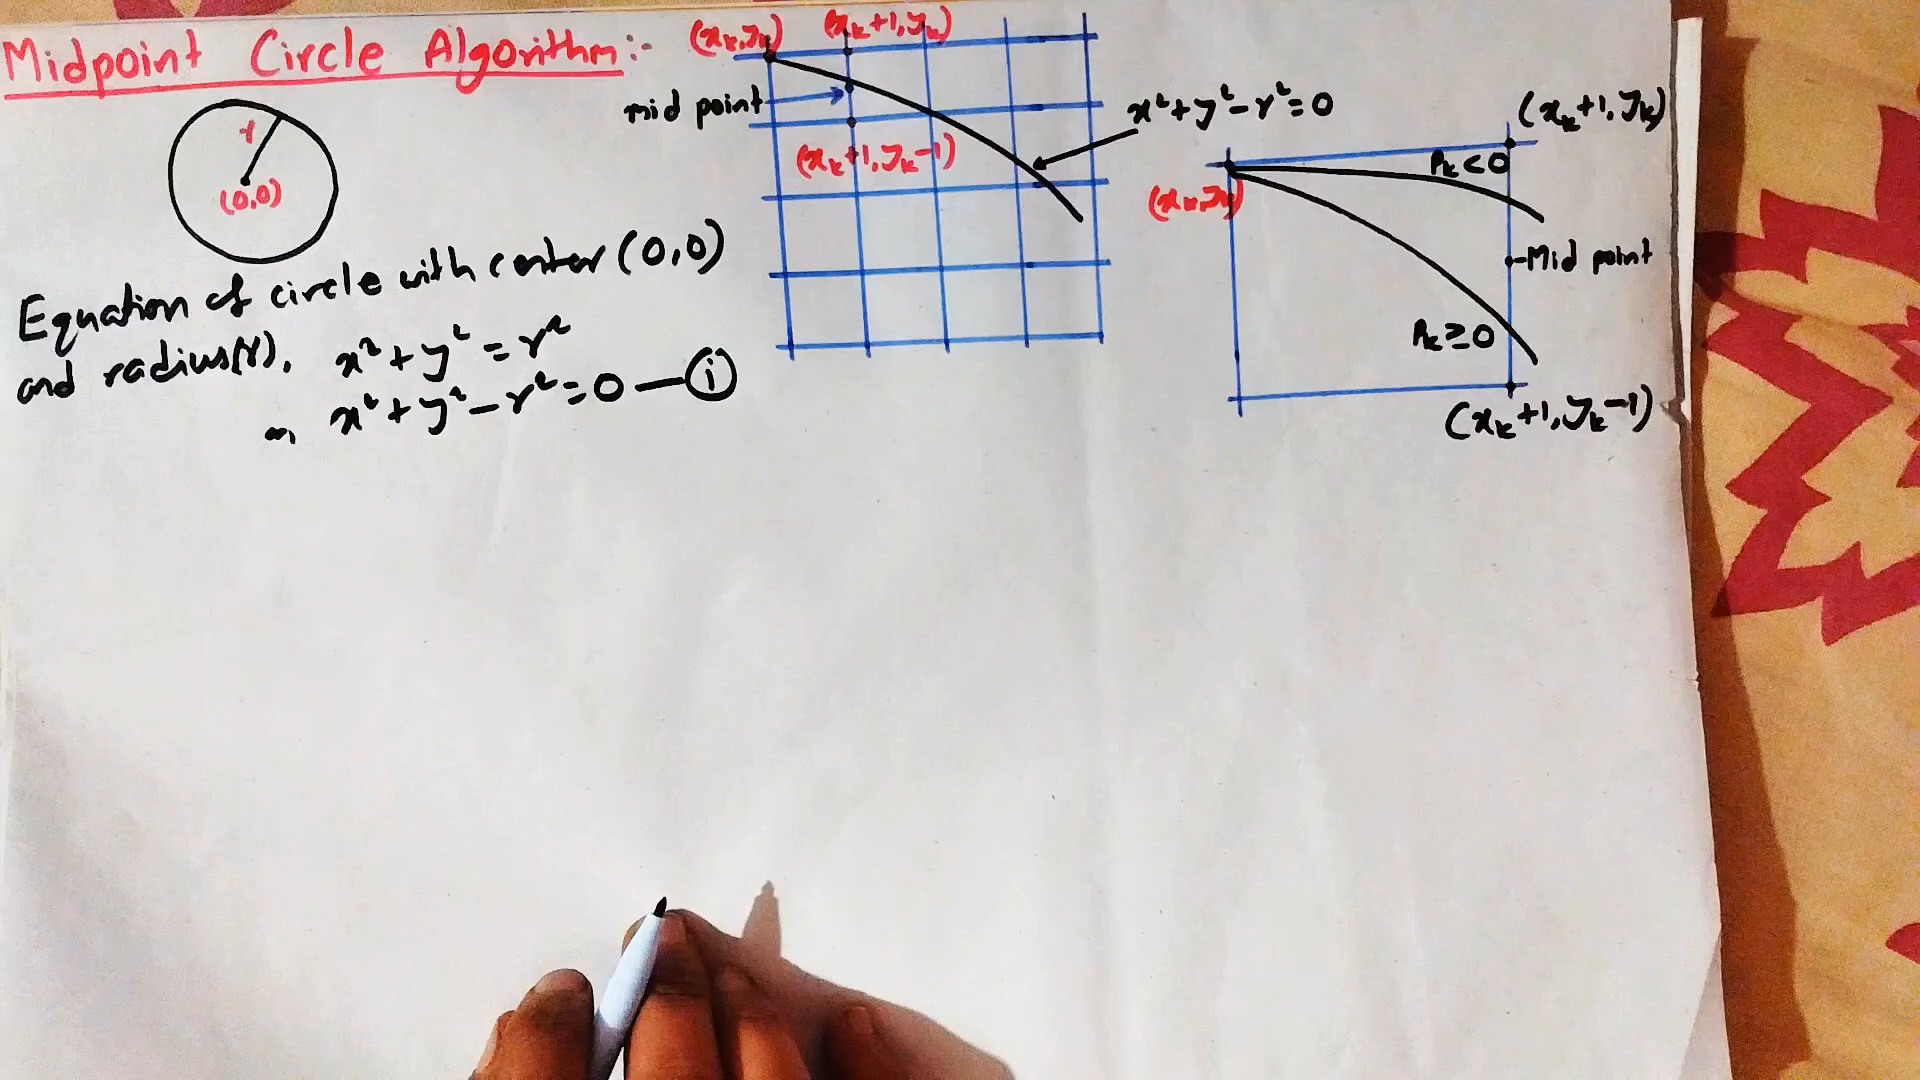 Midpoint Circle Algorithm:-
r
(0,0)
Equation of circle with center (0,0)
and radius(r), x² + y² = r²
or, x² + y² - r² = 0 — (i)
(xₖ,yₖ)
(xₖ+1, yₖ)
mid point
(xₖ+1, yₖ-1)
x² + y² - r² = 0
(xₖ+1, yₖ)
Pₖ < 0
(xₖ,yₖ)
Mid point
Pₖ ≥ 0
(xₖ+1, yₖ-1)